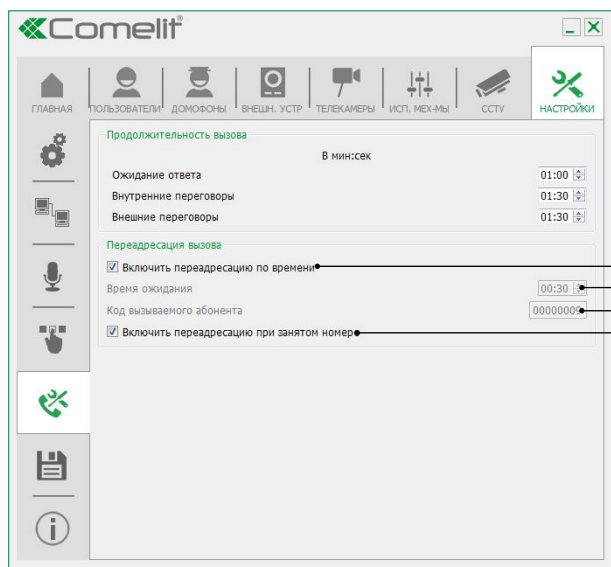 Comelit®
ГЛАВНАЯ
ПОЛЬЗОВАТЕЛИ
ДОМОФОНЫ
ВНЕШН. УСТР
ТЕЛЕКАМЕРЫ
ИСП. МЕХ-МЫ
CCTV
НАСТРОЙКИ
Продолжительность вызова
В мин:сек
Ожидание ответа 01:00
Внутренние переговоры 01:30
Внешние переговоры 01:30
Переадресация вызова
Включить переадресацию по времени
Время ожидания 00:30
Код вызываемого абонента 00000009
Включить переадресацию при занятом номере